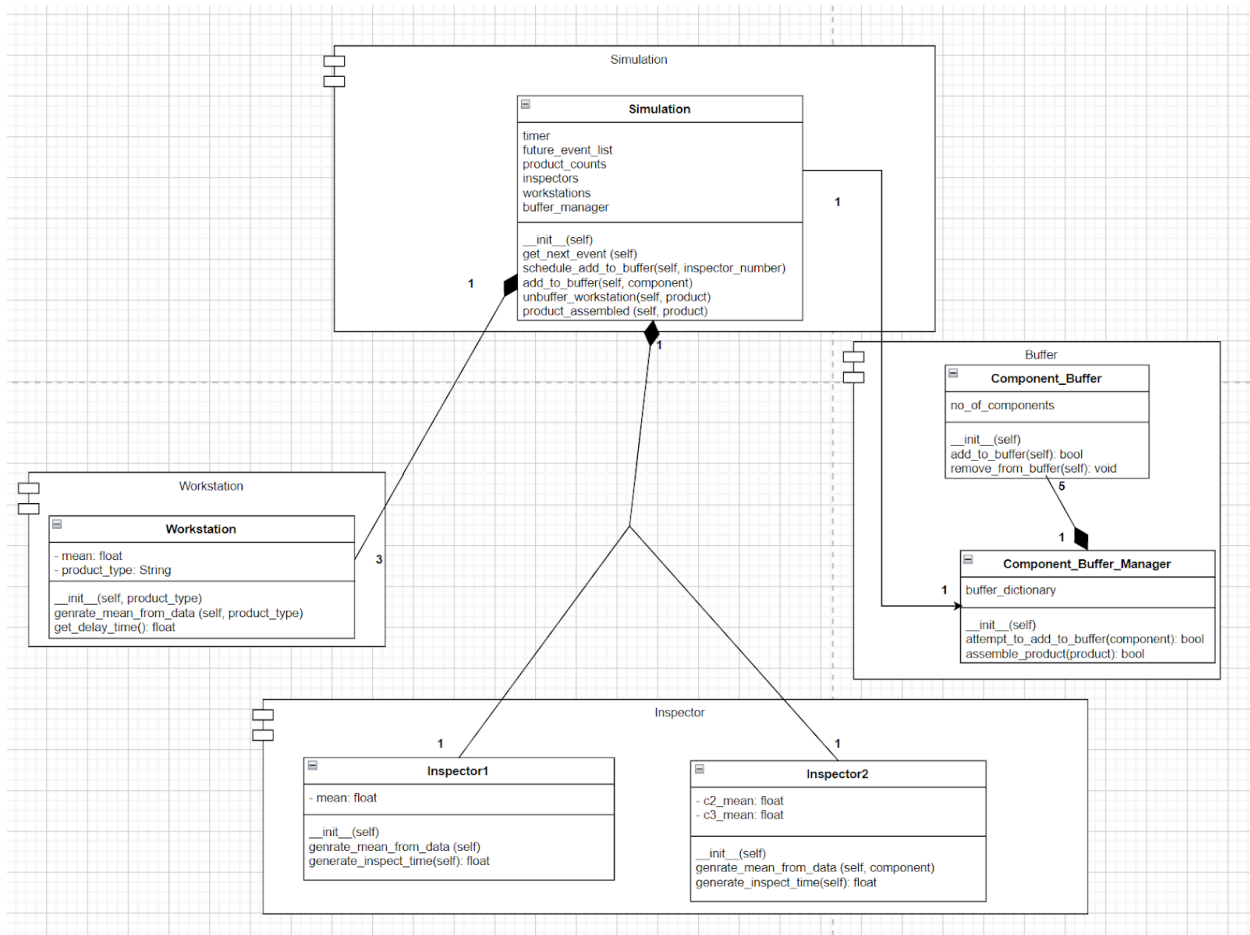 Simulation
Simulation
timer
future_event_list
product_counts
inspectors
workstations
buffer_manager
__init__(self)
get_next_event (self)
schedule_add_to_buffer(self, inspector_number)
add_to_buffer(self, component)
unbuffer_workstation(self, product)
product_assembled (self, product)
1
1
1
Buffer
Component_Buffer
no_of_components
__init__(self)
add_to_buffer(self): bool
remove_from_buffer(self): void
5
1
Component_Buffer_Manager
1
buffer_dictionary
__init__(self)
attempt_to_add_to_buffer(component): bool
assemble_product(product): bool
Workstation
Workstation
- mean: float
- product_type: String
__init__(self, product_type)
genrate_mean_from_data (self, product_type)
get_delay_time(): float
3
Inspector
1
1
Inspector1
- mean: float
__init__(self)
genrate_mean_from_data (self)
generate_inspect_time(self): float
Inspector2
- c2_mean: float
- c3_mean: float
__init__(self)
genrate_mean_from_data (self, component)
generate_inspect_time(self): float